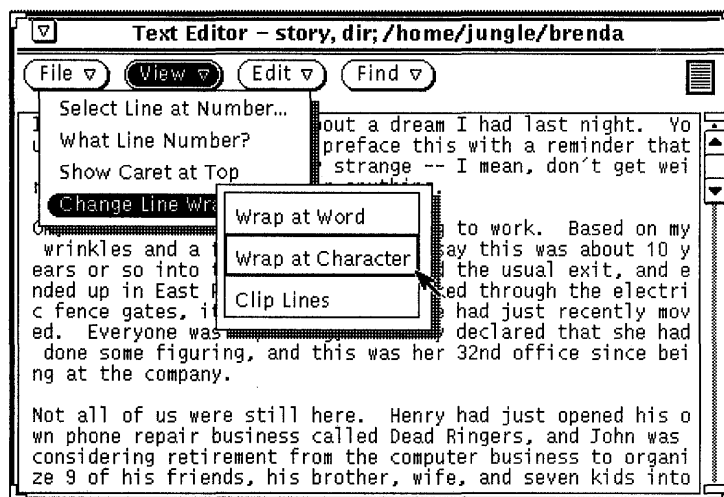 Text Editor – story, dir; /home/jungle/brenda
File View Edit Find
Select Line at Number...
What Line Number?
Show Caret at Top
Change Line Wra
Wrap at Word
Wrap at Character
Clip Lines
out a dream I had last night. Yo
preface this with a reminder that
strange -- I mean, don't get wei
to work. Based on my
wrinkles and a ay this was about 10 y
ears or so into the usual exit, and e
nded up in East ed through the electri
c fence gates, i had just recently mov
ed. Everyone was declared that she had
done some figuring, and this was her 32nd office since bei
ng at the company.
Not all of us were still here. Henry had just opened his o
wn phone repair business called Dead Ringers, and John was
considering retirement from the computer business to organi
ze 9 of his friends, his brother, wife, and seven kids into